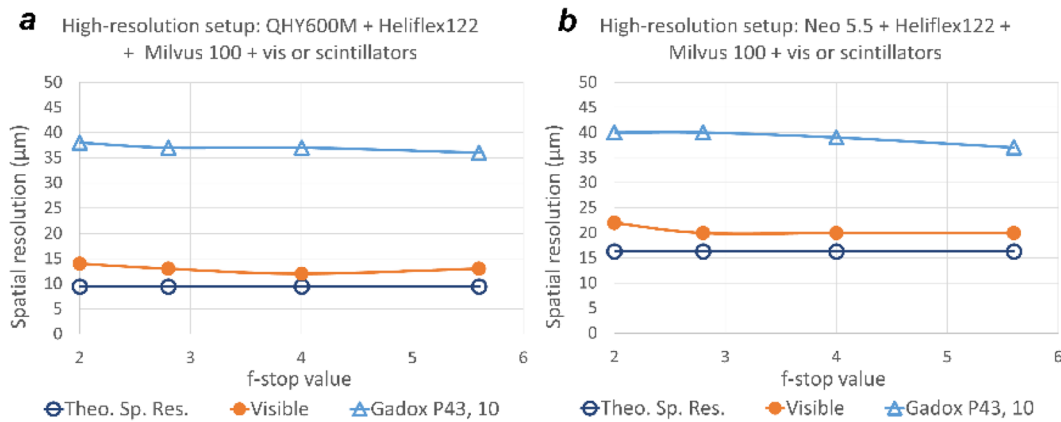 a High-resolution setup: QHY600M + Heliflex122
+ Milvus 100 + vis or scintillators
50
45
40
35
30
25
20
15
10
5
0
Spatial resolution (μm)
2 3 4 5 6
f-stop value
Theo. Sp. Res. Visible Gadox P43, 10
b High-resolution setup: Neo 5.5 + Heliflex122 +
Milvus 100 + vis or scintillators
50
45
40
35
30
25
20
15
10
5
0
Spatial resolution (μm)
2 3 4 5 6
f-stop value
Theo. Sp. Res. Visible Gadox P43, 10